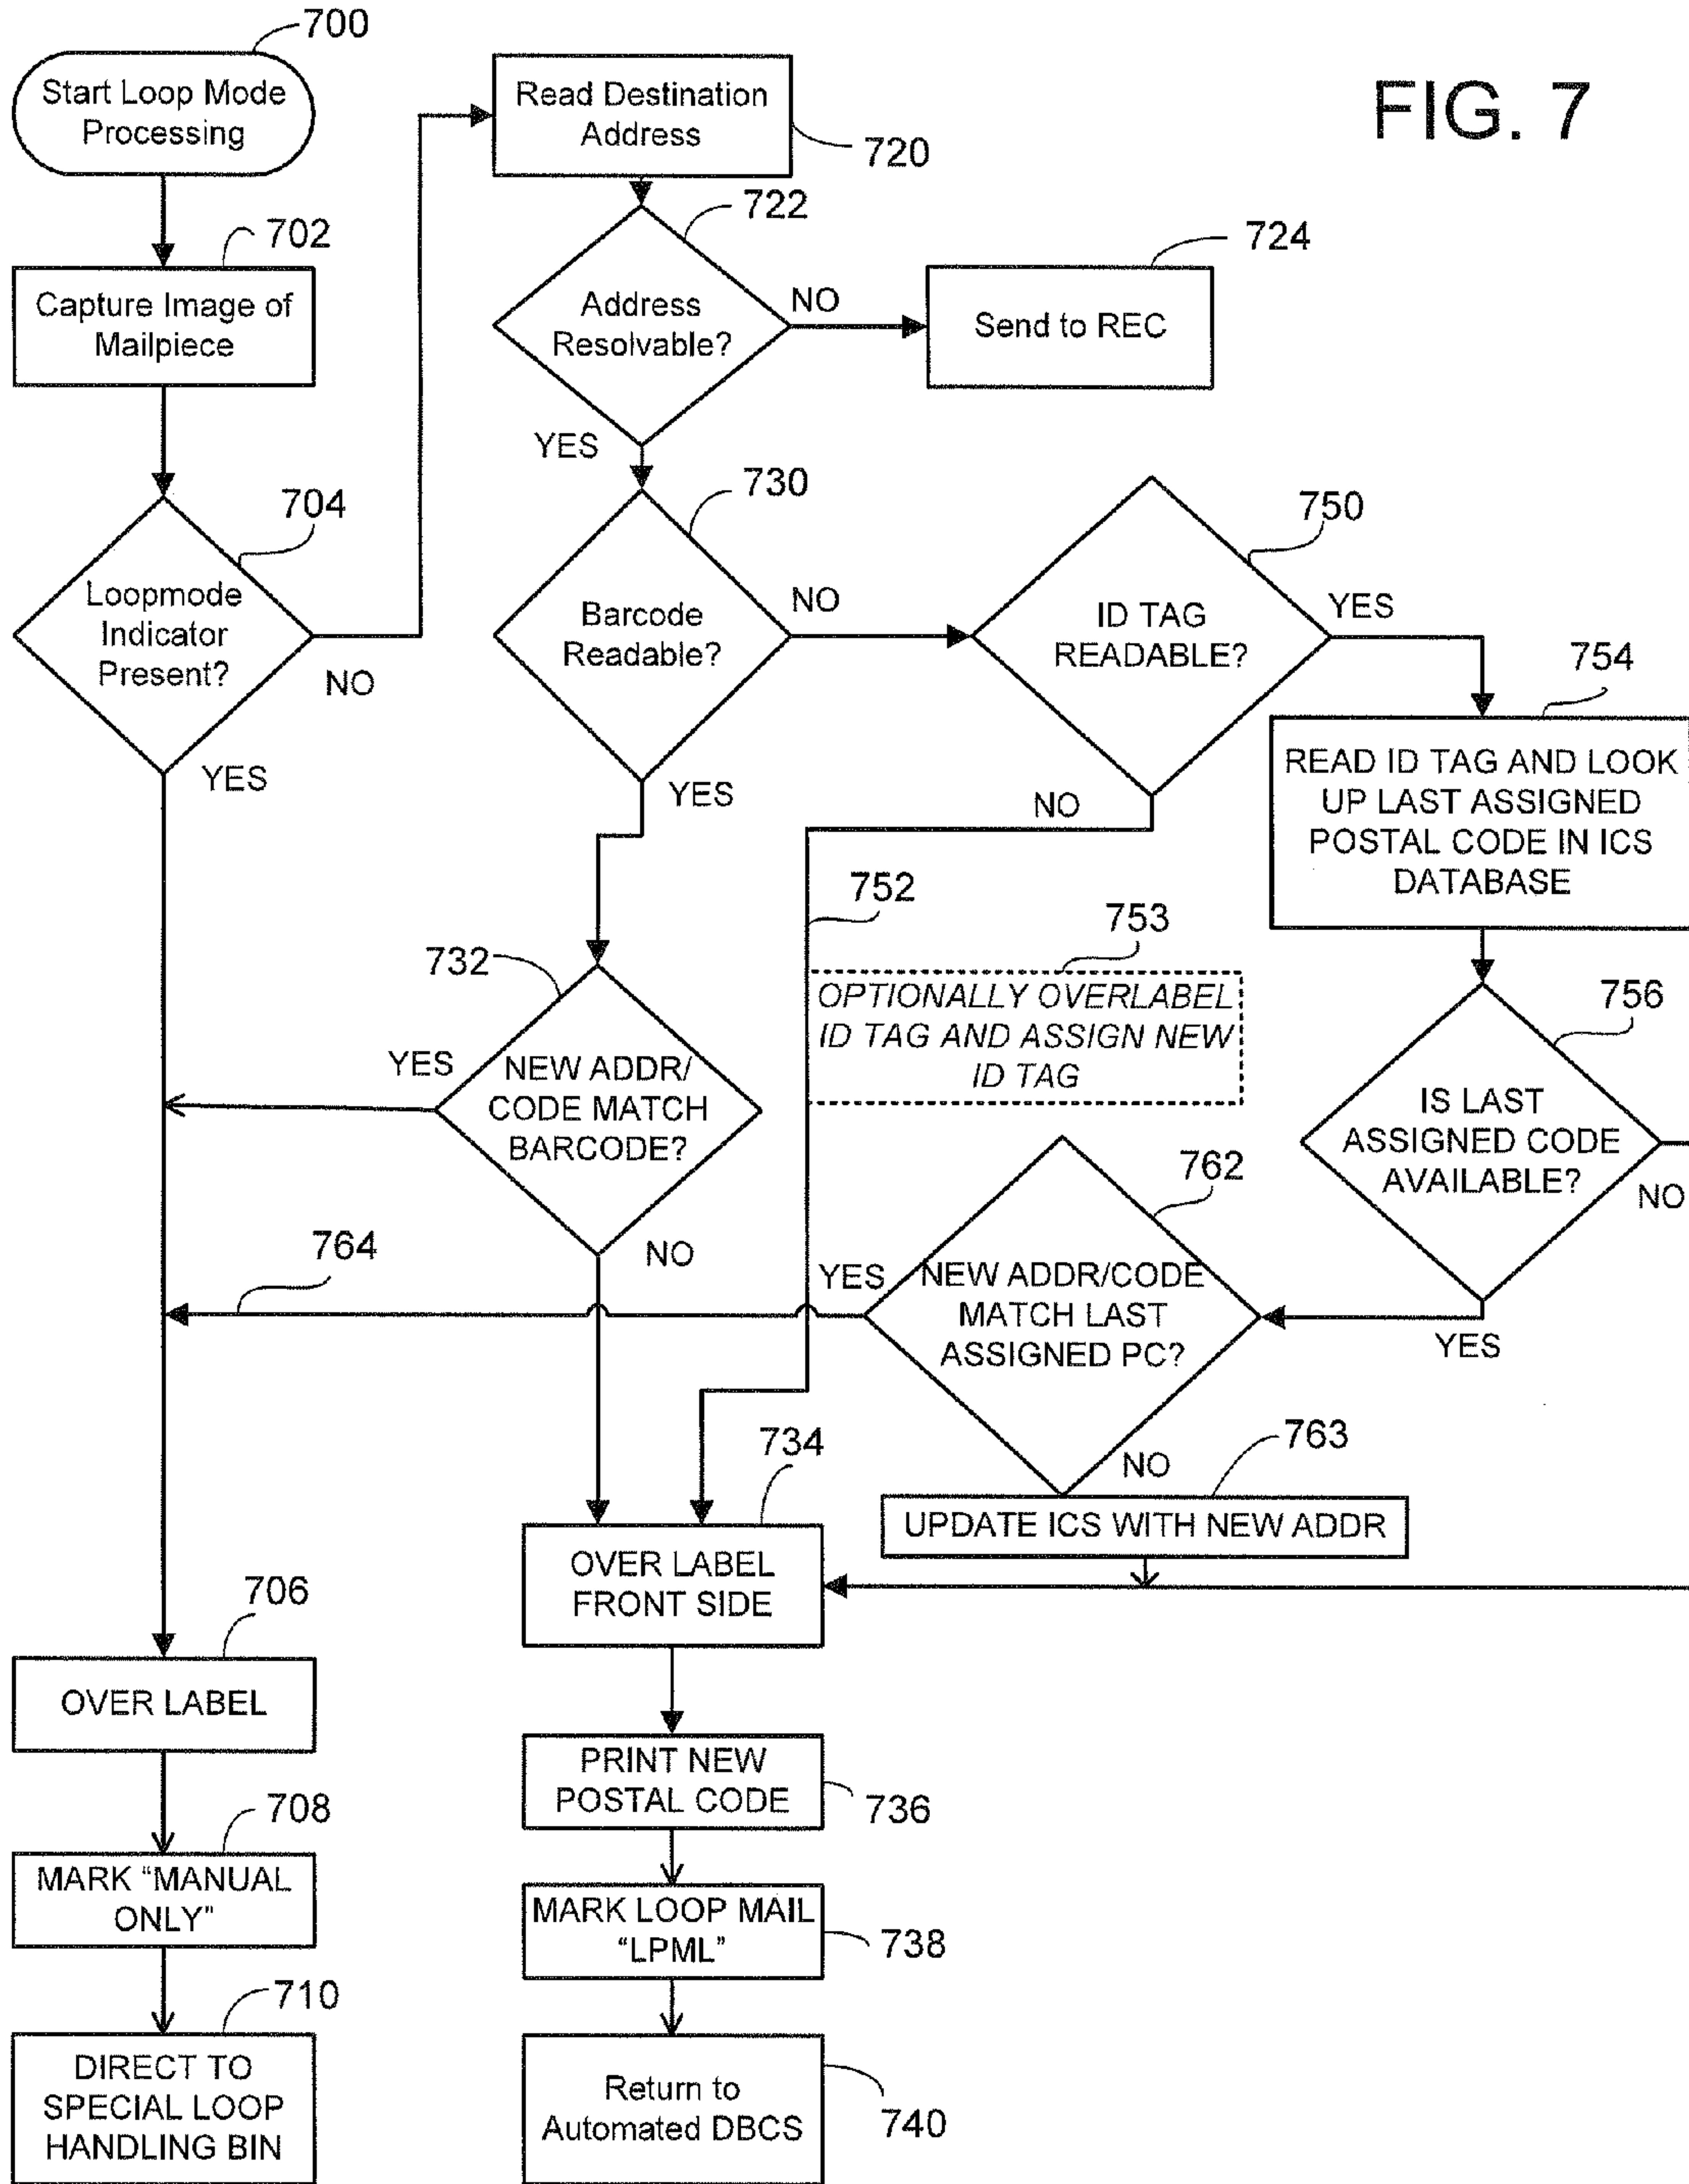 FIG. 7
700
Start Loop Mode
Processing
702
Capture Image of
Mailpiece
704
Loopmode
Indicator
Present?
NO
YES
Read Destination
Address
720
722
Address
Resolvable?
NO
YES
724
Send to REC
730
Barcode
Readable?
NO
YES
750
ID TAG
READABLE?
YES
NO
754
READ ID TAG AND LOOK
UP LAST ASSIGNED
POSTAL CODE IN ICS
DATABASE
752
753
OPTIONALLY OVERLABEL
ID TAG AND ASSIGN NEW
ID TAG
732
YES
NEW ADDR/
CODE MATCH
BARCODE?
NO
756
IS LAST
ASSIGNED CODE
AVAILABLE?
NO
YES
762
YES
NEW ADDR/CODE
MATCH LAST
ASSIGNED PC?
NO
764
763
UPDATE ICS WITH NEW ADDR
734
OVER LABEL
FRONT SIDE
706
OVER LABEL
PRINT NEW
POSTAL CODE
736
708
MARK “MANUAL
ONLY”
MARK LOOP MAIL
“LPML”
738
710
DIRECT TO
SPECIAL LOOP
HANDLING BIN
Return to
Automated DBCS
740